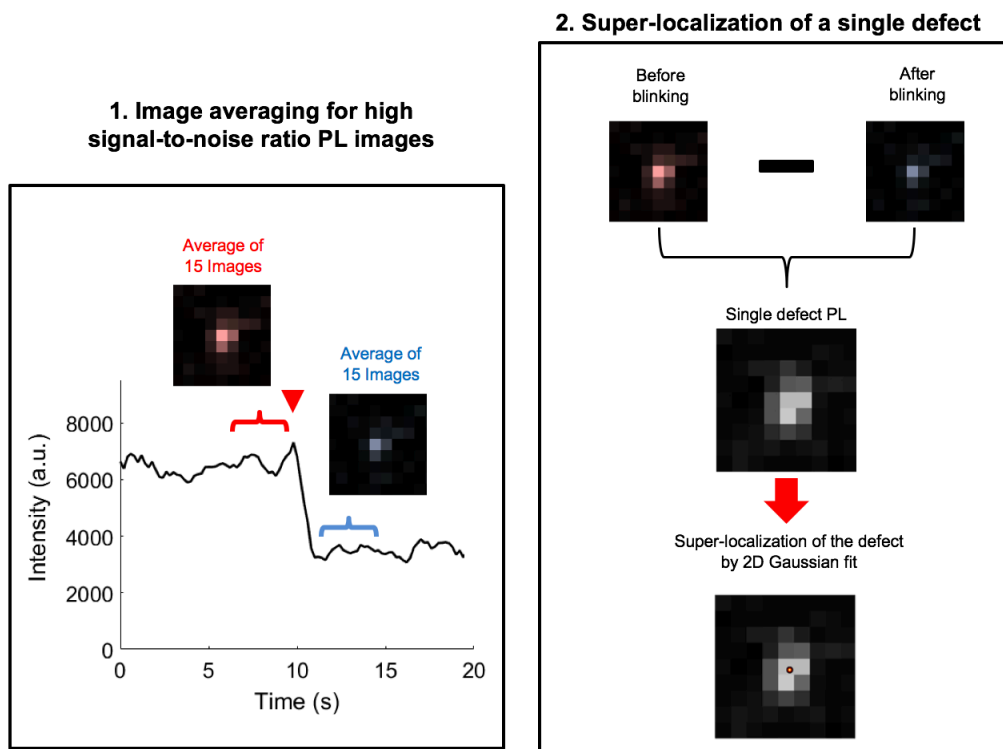 1. Image averaging for high
signal-to-noise ratio PL images
Average of
15 Images
Average of
15 Images
8000
6000
4000
2000
0
Intensity (a.u.)
0 5 10 15 20
Time (s)
2. Super-localization of a single defect
Before
blinking
After
blinking
Single defect PL
Super-localization of the defect
by 2D Gaussian fit